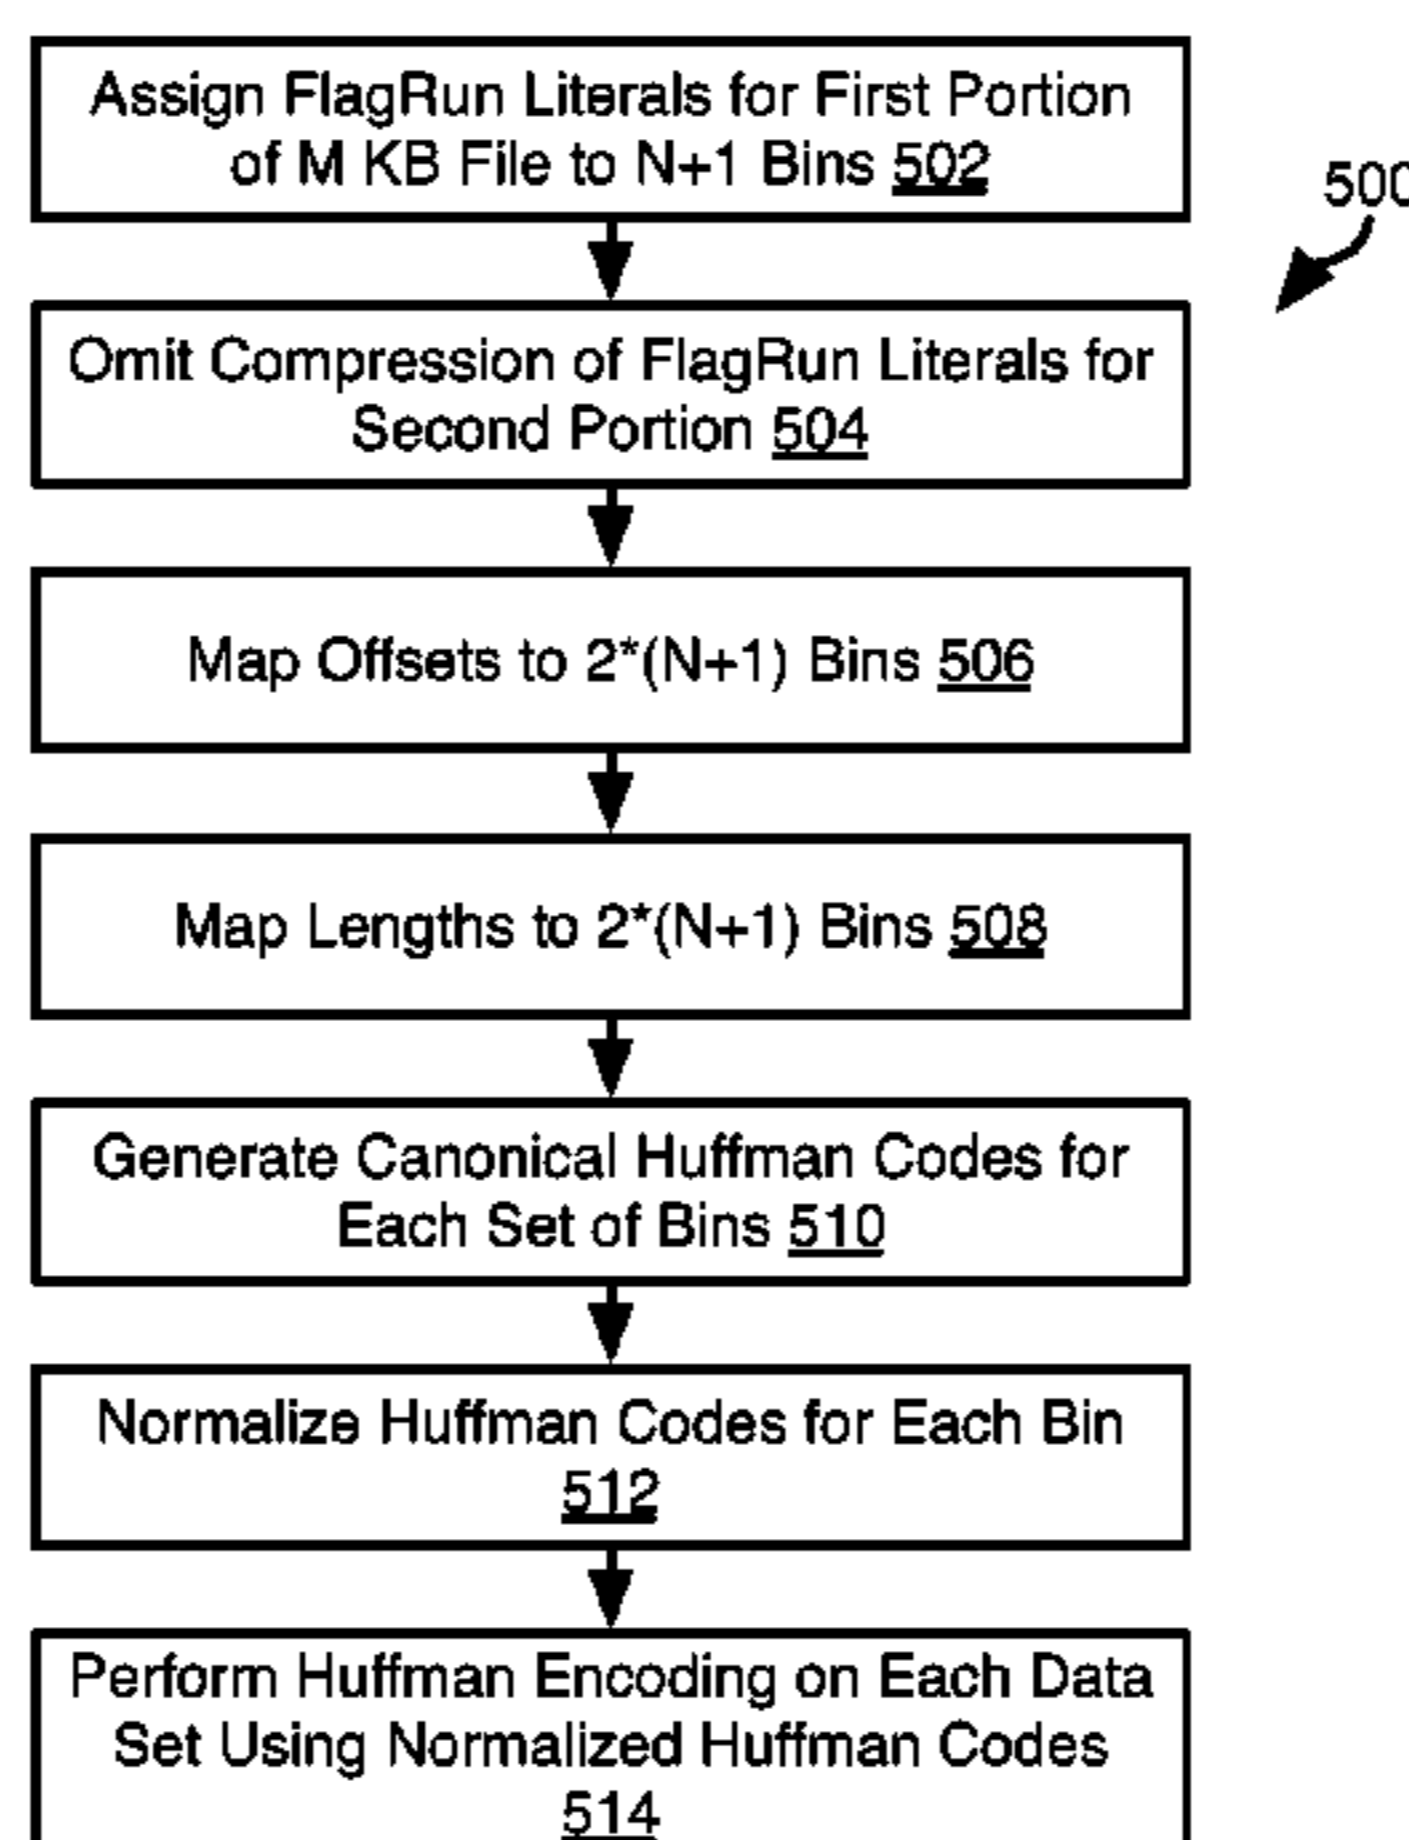 Assign FlagRun Literals for First Portion
of M KB File to N+1 Bins 502
500
Omit Compression of FlagRun Literals for
Second Portion 504
Map Offsets to 2*(N+1) Bins 506
Map Lengths to 2*(N+1) Bins 508
Generate Canonical Huffman Codes for
Each Set of Bins 510
Normalize Huffman Codes for Each Bin
512
Perform Huffman Encoding on Each Data
Set Using Normalized Huffman Codes
514